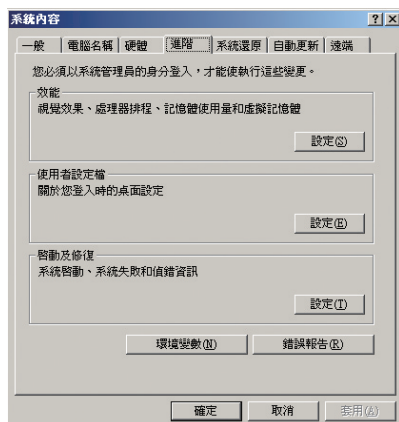 系統內容
一般 電腦名稱 硬體 進階 系統還原 自動更新 遠端
您必須以系統管理員的身分登入，才能使執行這些變更。
效能
視覺效果、處理器排程、記憶體使用量和虛擬記憶體
設定(S)
使用者設定檔
關於您登入時的桌面設定
設定(E)
啓動及修復
系統啓動、系統失敗和偵錯資訊
設定(T)
環境變數(N) 錯誤報告(R)
確定 取消 套用(A)